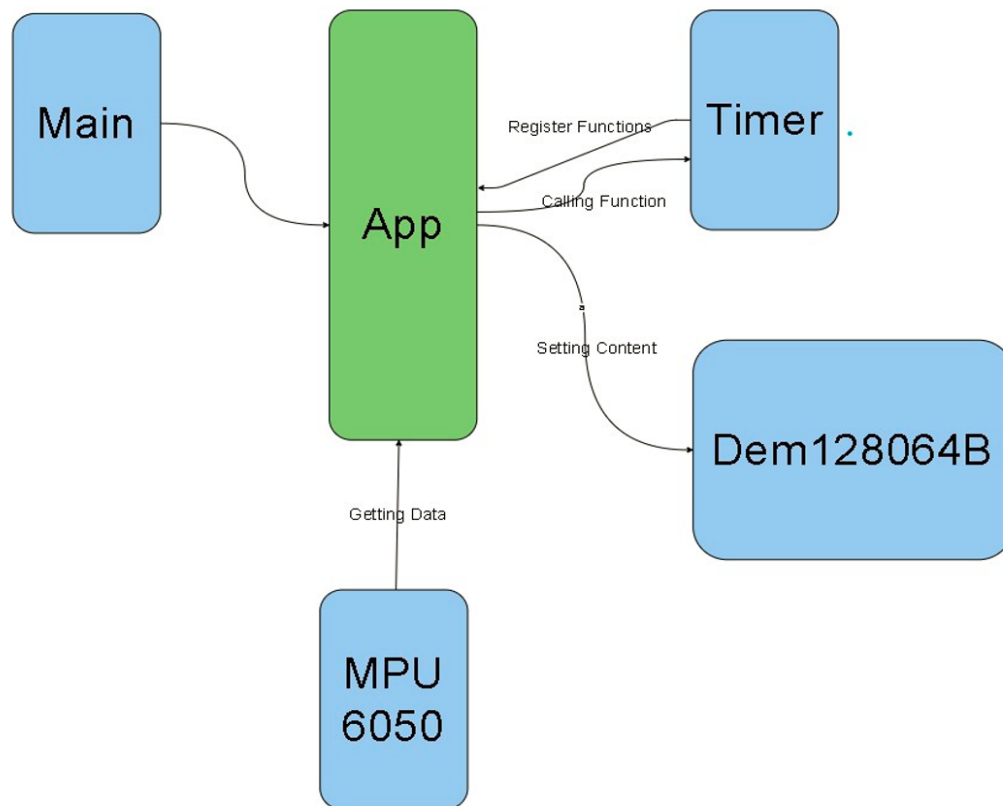 Main
App
Timer
Register Functions
Calling Function
a
Setting Content
Dem128064B
Getting Data
MPU
6050